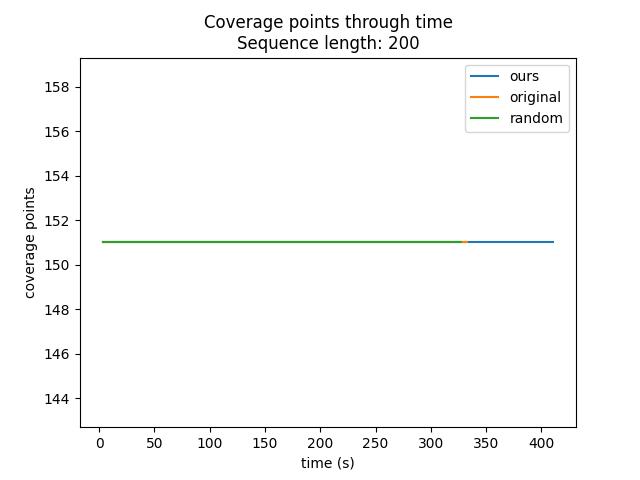 Coverage points through time
Sequence length: 200
ours
original
random
158
156
154
152
150
148
146
144
coverage points
0 50 100 150 200 250 300 350 400
time (s)